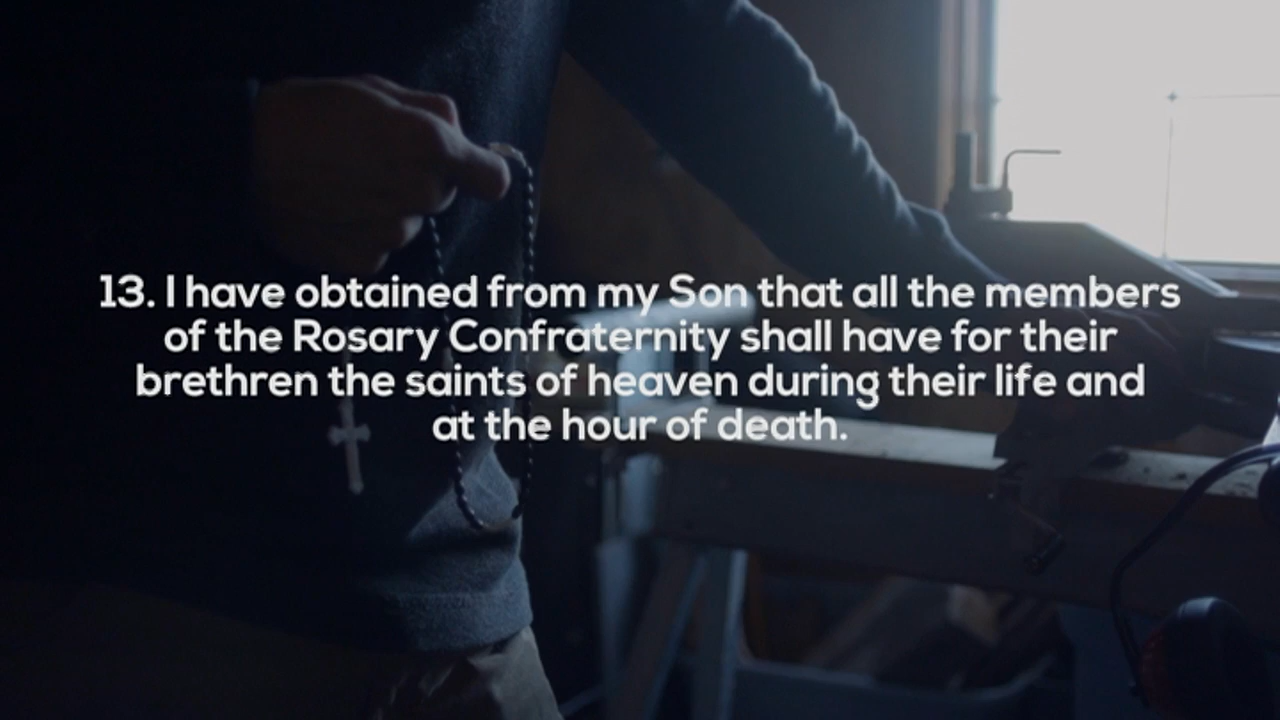 13. I have obtained from my Son that all the members
of the Rosary Confraternity shall have for their
brethren the saints of heaven during their life and
at the hour of death.